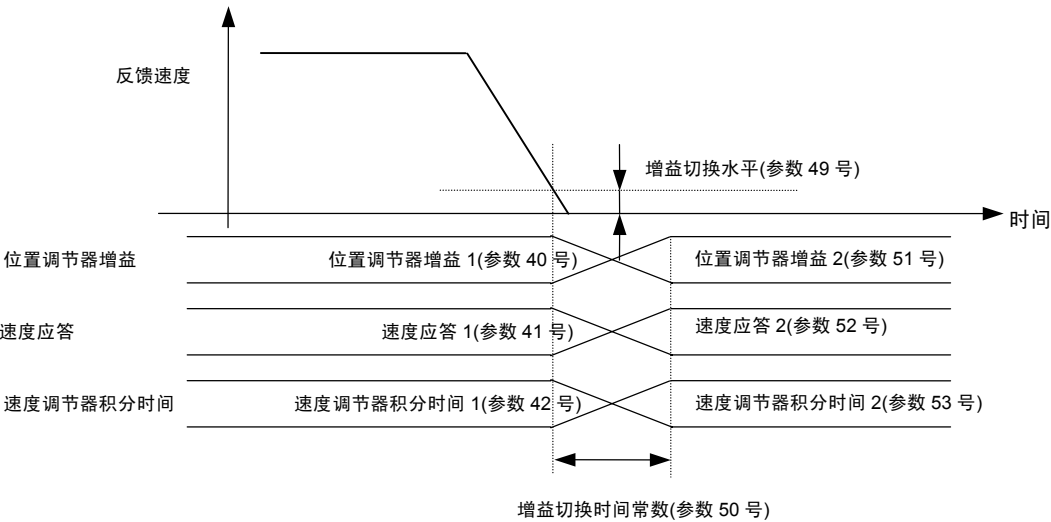 反馈速度
增益切换水平(参数 49 号)
时间
位置调节器增益
位置调节器增益 1(参数 40 号)
位置调节器增益 2(参数 51 号)
速度应答
速度应答 1(参数 41 号)
速度应答 2(参数 52 号)
速度调节器积分时间
速度调节器积分时间 1(参数 42 号)
速度调节器积分时间 2(参数 53 号)
增益切换时间常数(参数 50 号)